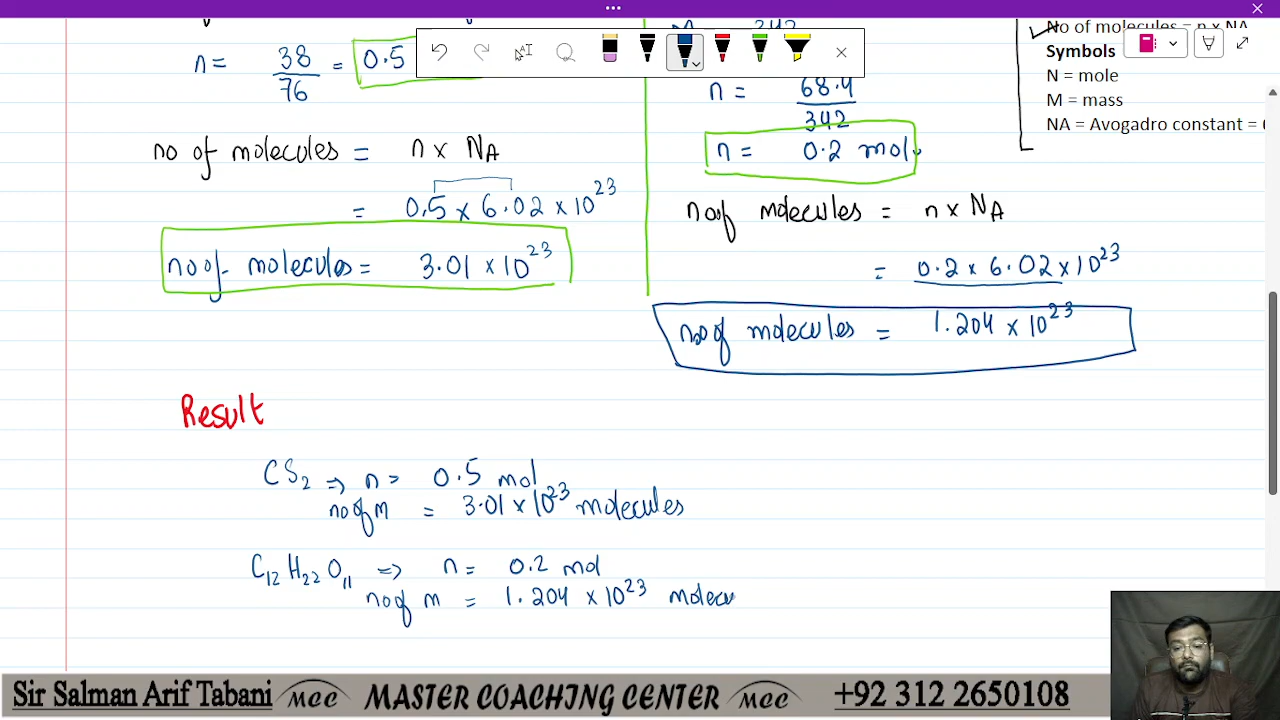 n = 38/76 = 0.5
no of molecules = n x NA
= 0.5 x 6.02 x 10^23
no of molecules = 3.01 x 10^23
342
n = 68.4/342
n = 0.2 mol
no of molecules = n x NA
= 0.2 x 6.02 x 10^23
no of molecules = 1.204 x 10^23
No of molecules = n x NA
Symbols
N = mole
M = mass
NA = Avogadro constant =
Result
CS2 => n = 0.5 mol
no of m = 3.01 x 10^23 molecules
C12H22O11 => n = 0.2 mol
no of m = 1.204 x 10^23 molecu
Sir Salman Arif Tabani MCC MASTER COACHING CENTER MCC +92 312 2650108